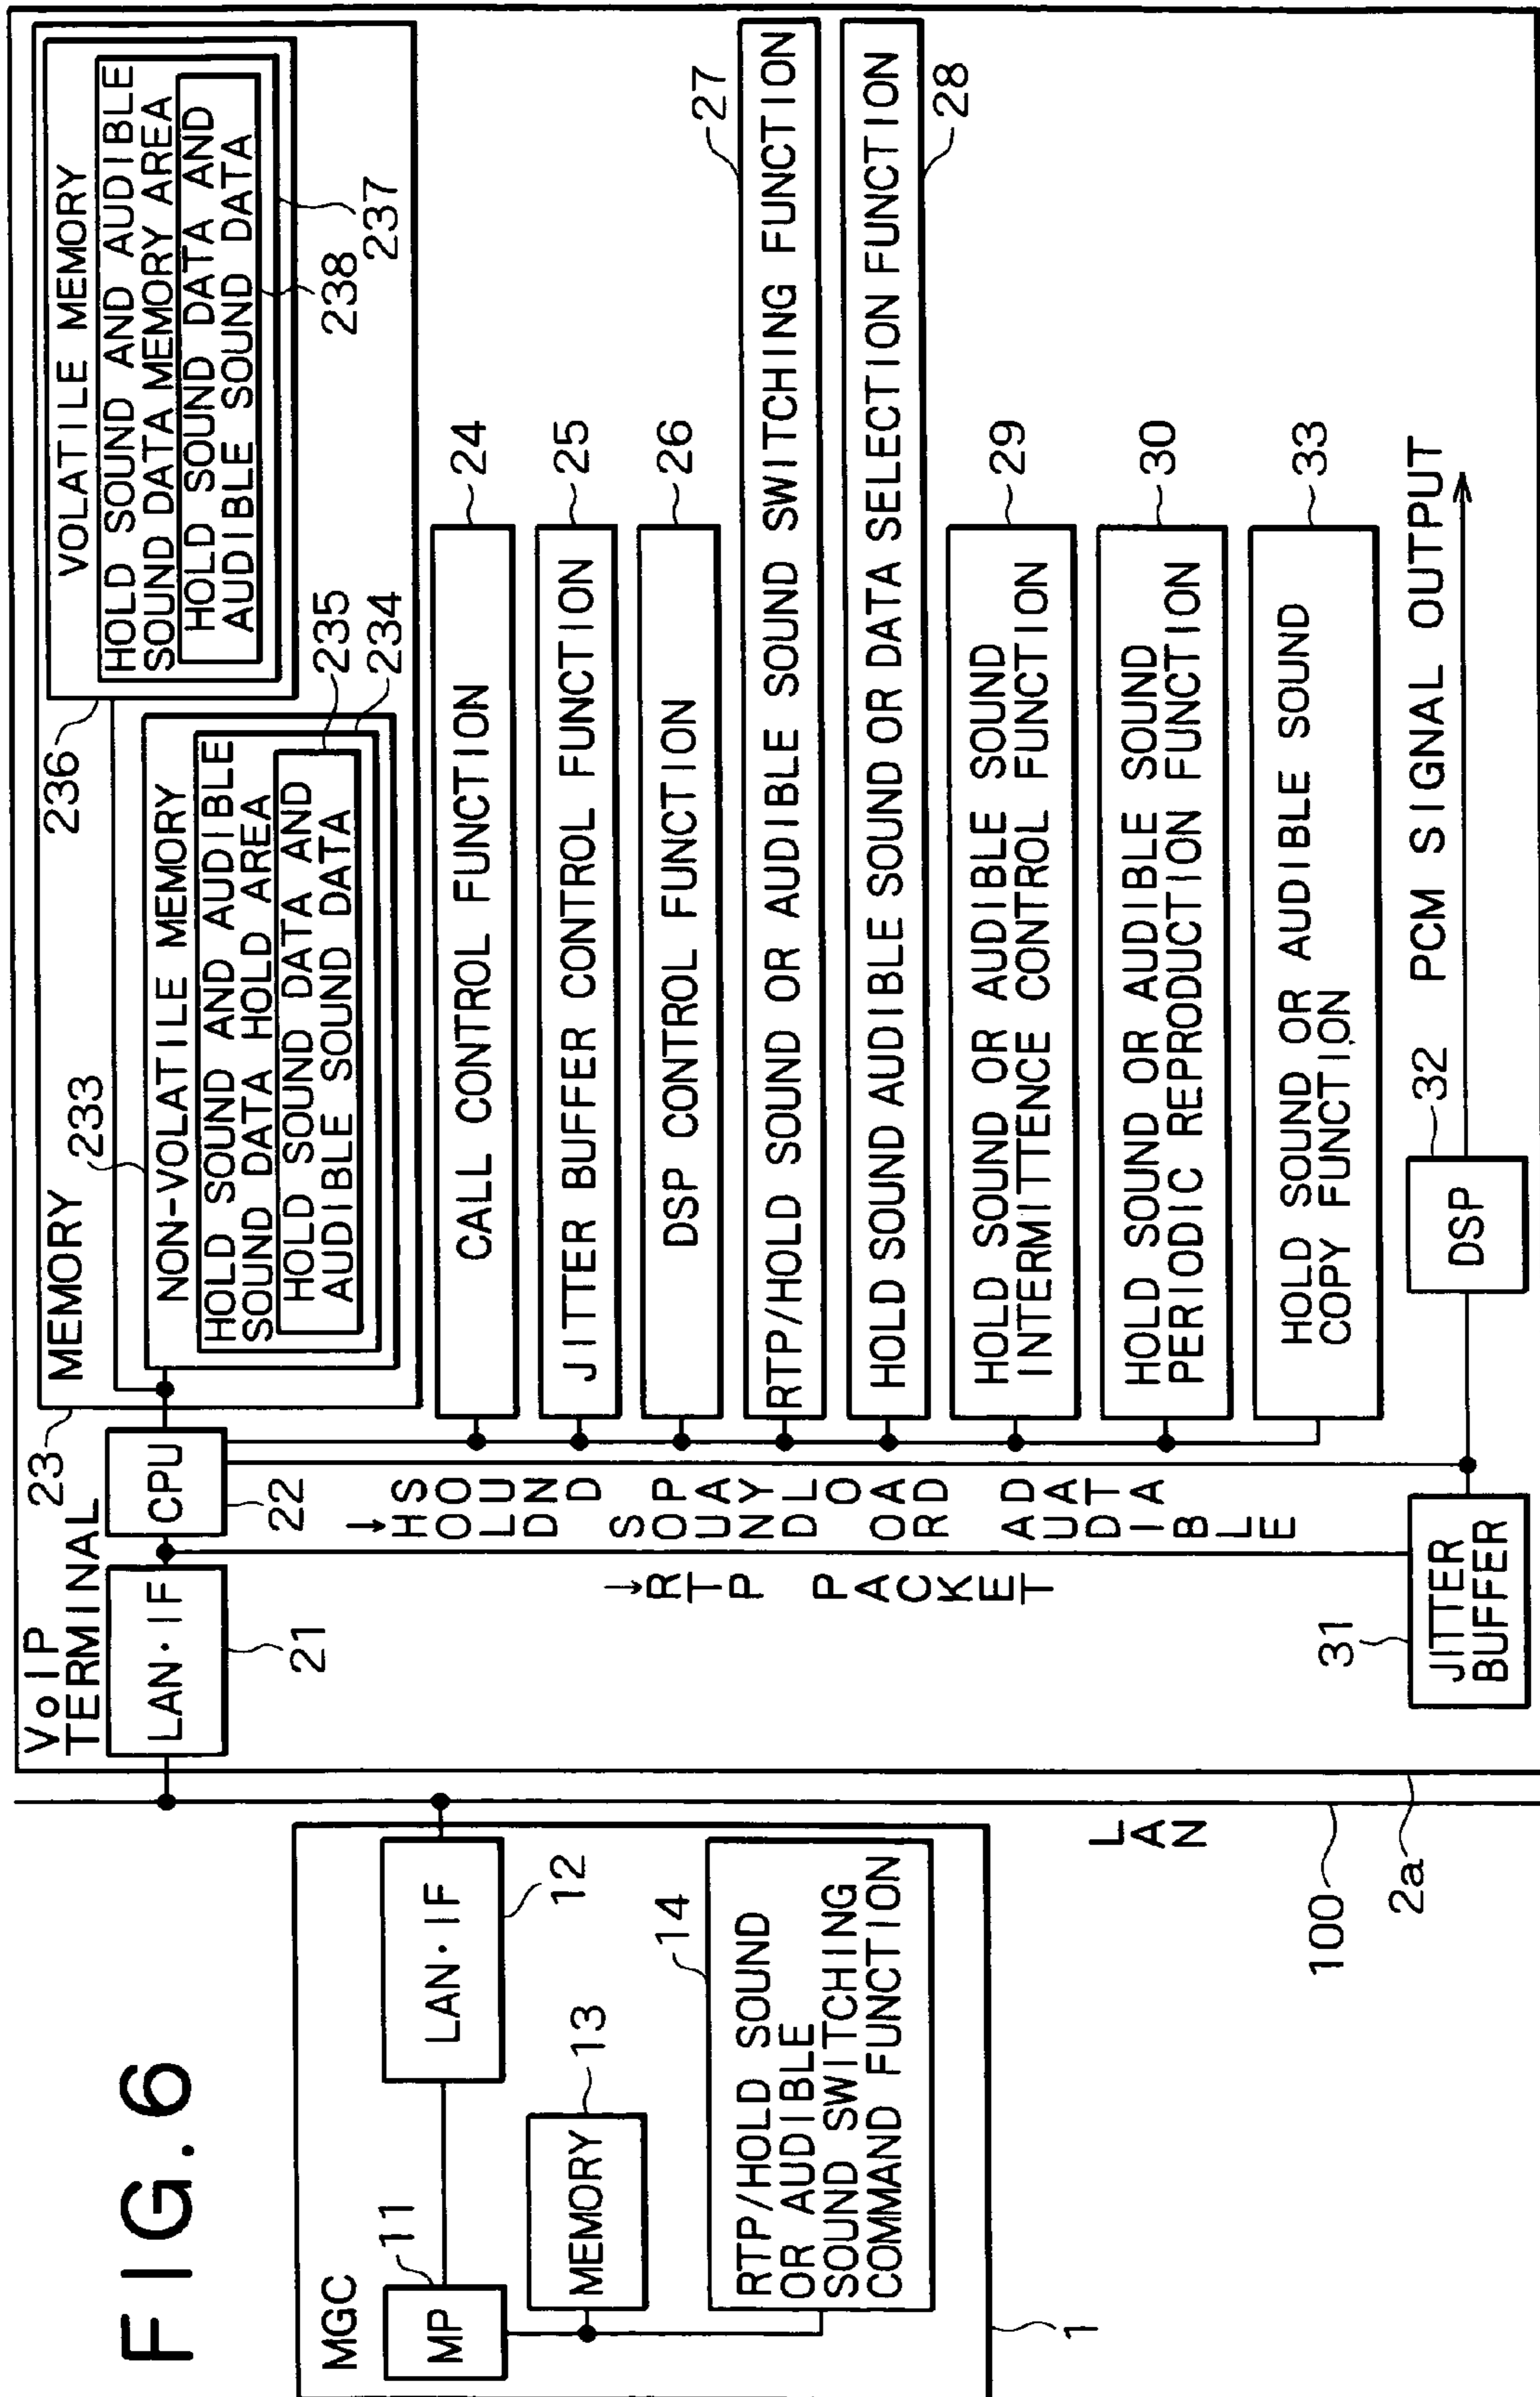 FIG. 6
MGC
MP
11
LAN・IF
12
MEMORY
13
14
RTP/HOLD SOUND
OR AUDIBLE
SOUND SWITCHING
COMMAND FUNCTION
1
LAN
100
2a
VoIP
TERMINAL
LAN・IF
21
CPU
22
23
MEMORY
233
NON-VOLATILE MEMORY
HOLD SOUND AND AUDIBLE
SOUND DATA HOLD AREA
HOLD SOUND DATA AND
AUDIBLE SOUND DATA
235
234
236
VOLATILE MEMORY
HOLD SOUND AND AUDIBLE
SOUND DATA MEMORY AREA
HOLD SOUND DATA AND
AUDIBLE SOUND DATA
238
237
CALL CONTROL FUNCTION
24
JITTER BUFFER CONTROL FUNCTION
25
DSP CONTROL FUNCTION
26
RTP/HOLD SOUND OR AUDIBLE SOUND SWITCHING FUNCTION
27
HOLD SOUND AUDIBLE SOUND OR DATA SELECTION FUNCTION
28
HOLD SOUND OR AUDIBLE SOUND
INTERMITTENCE CONTROL FUNCTION
29
HOLD SOUND OR AUDIBLE SOUND
PERIODIC REPRODUCTION FUNCTION
30
HOLD SOUND OR AUDIBLE SOUND
COPY FUNCTION
33
→RTP PACKET
→HOLD SOUND OR AUDIBLE
SOUND PAYLOAD DATA
31
JITTER
BUFFER
DSP
32
PCM SIGNAL OUTPUT